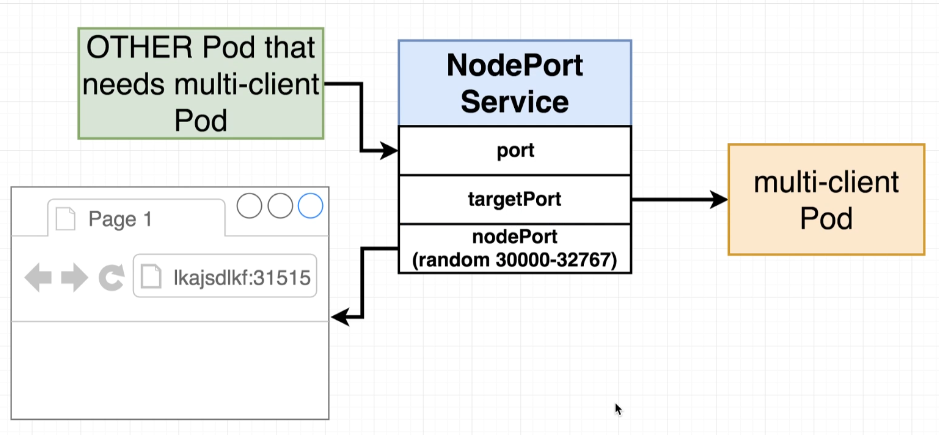 OTHER Pod that
needs multi-client
Pod
NodePort
Service
port
targetPort
nodePort
(random 30000-32767)
multi-client
Pod
Page 1
lkajsdlkf:31515